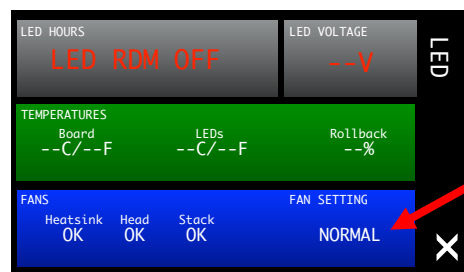 LED HOURS
LED RDM OFF
LED VOLTAGE
--V
LED
TEMPERATURES
Board LEDs Rollback
--C/--F --C/--F --%
FANS
Heatsink Head Stack
OK OK OK
FAN SETTING
NORMAL
X